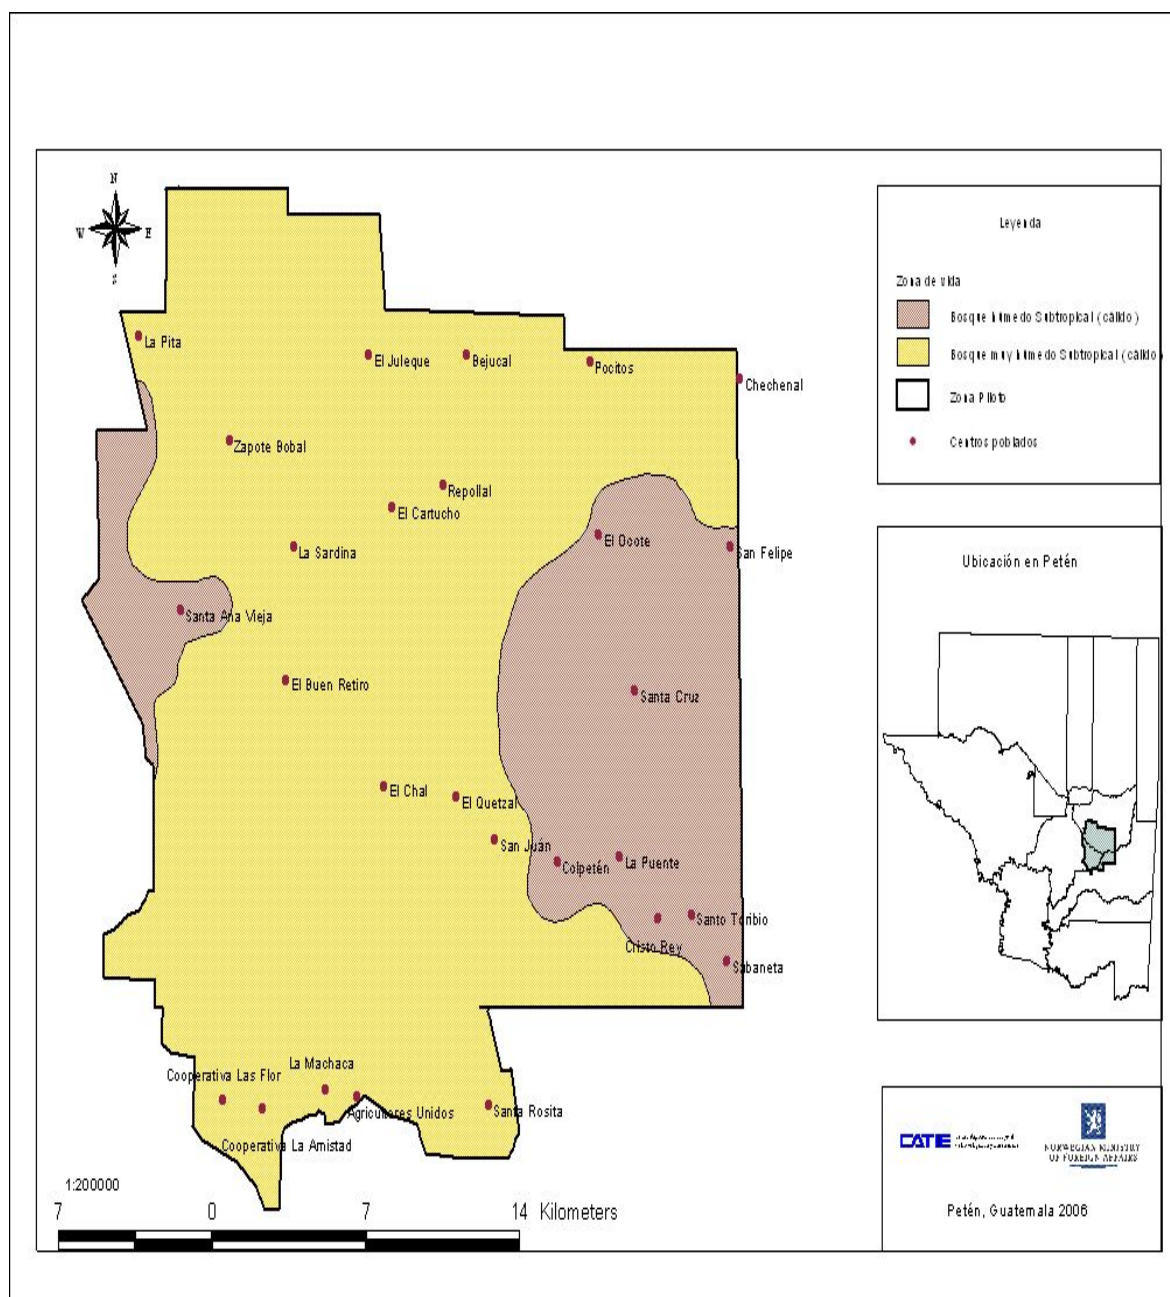 N
W E
S
Leyenda
Zona de vida
Bosque húmedo Subtropical (cálido)
Bosque muy húmedo Subtropical (cálido)
Zona Piloto
Centros poblados
La Pita
El Juleque
Bejucal
Pocitos
Chechenal
Zapote Bobal
Repollal
El Cartucho
La Sardina
El Ocote
San Felipe
Santa Ana Vieja
El Buen Retiro
Santa Cruz
El Chal
El Quetzal
San Juán
Colpetén
La Puente
Santo Toribio
Cristo Rey
Sabaneta
La Machaca
Cooperativa Las Flor
Agricultores Unidos
Santa Rosita
Cooperativa La Amistad
Ubicación en Petén
1:200000
7 0 7 14 Kilometers
CATIE
NORWEGIAN MINISTRY
OF FOREIGN AFFAIRS
Petén, Guatemala 2006